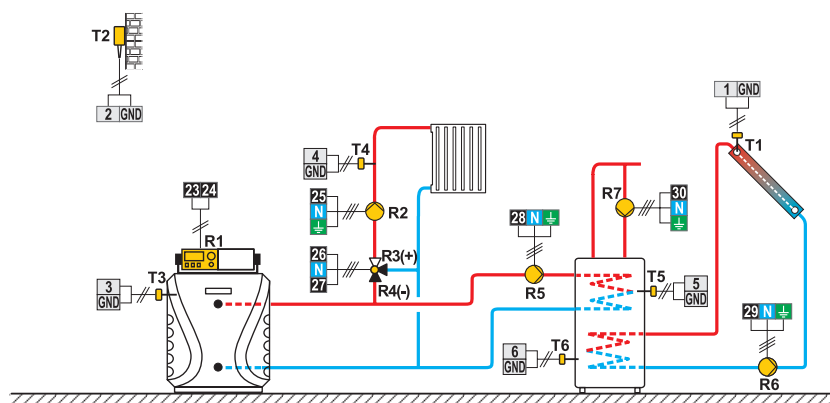 T2
2 GND
1 GND
T1
4
GND
T4
23 24
R1
25
N
R2
26
N
27
R3(+)
R4(-)
3
GND
T3
28 N
R5
R7
30
N
T5
5
GND
6
GND
T6
29 N
R6